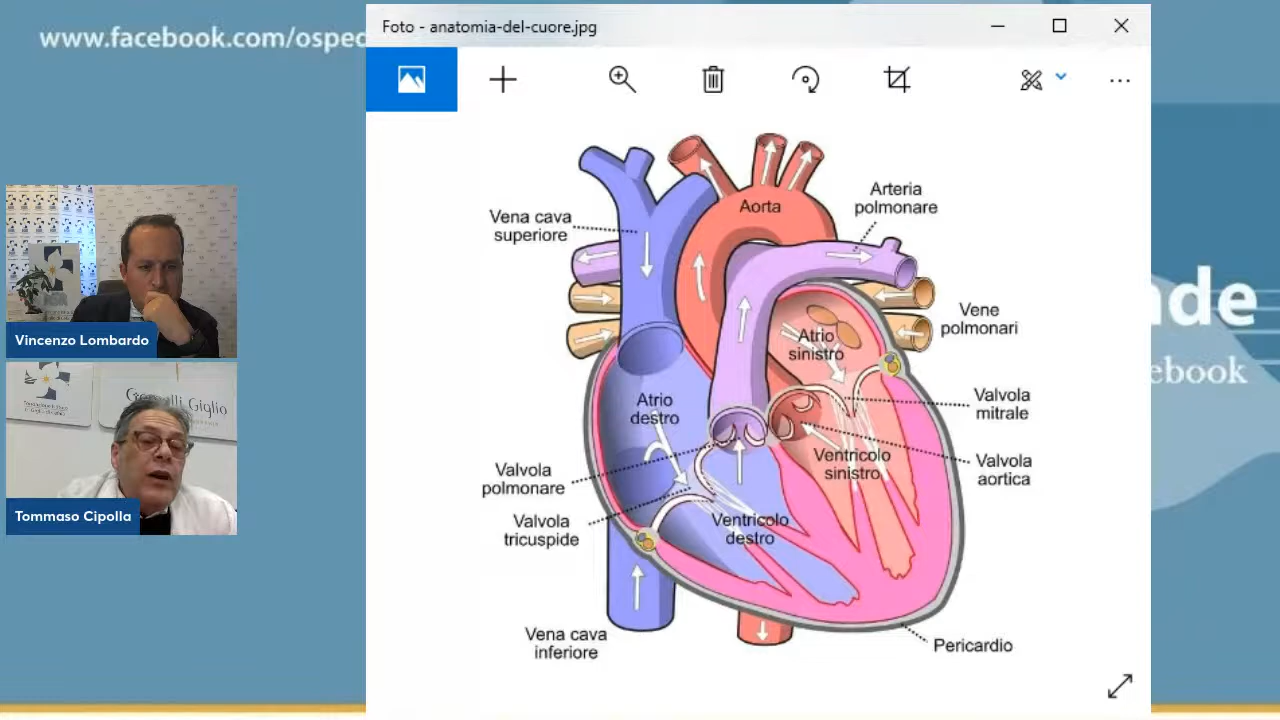 www.facebook.com/osped
Foto - anatomia-del-cuore.jpg
Vena cava
superiore
Aorta
Arteria
polmonare
Vene
polmonari
Atrio
sinistro
Atrio
destro
Valvola
mitrale
Valvola
aortica
Ventricolo
sinistro
Valvola
polmonare
Valvola
tricuspide
Ventricolo
destro
Vena cava
inferiore
Pericardio
Vincenzo Lombardo
Giglio
Tommaso Cipolla
nde
ebook